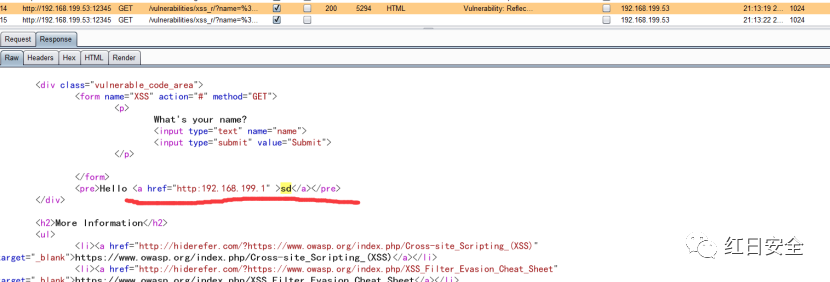 14 http://192.168.199.53:12345 GET /vulnerabilities/xss_r/?name=%3... 200 5294 HTML Vulnerability: Reflec... 192.168.199.53 21:13:19 2... 1024
15 http://192.168.199.53:12345 GET /vulnerabilities/xss_r/?name=%3... 192.168.199.53 21:13:22 2... 1024
Request Response
Raw Headers Hex HTML Render
<div class="vulnerable_code_area">
<form name="XSS" action="#" method="GET">
<p>
What's your name?
<input type="text" name="name">
<input type="submit" value="Submit">
</p>
</form>
<pre>Hello <a href="http:192.168.199.1" >sd</a></pre>
</div>
<h2>More Information</h2>
<ul>
<li><a href="http://hiderefer.com/?https://www.owasp.org/index.php/Cross-site_Scripting_(XSS)"
arget="_blank">https://www.owasp.org/index.php/Cross-site_Scripting_(XSS)</a></li>
<li><a href="http://hiderefer.com/?https://www.owasp.org/index.php/XSS_Filter_Evasion_Cheat_Sheet"
arget="_blank">https://www.owasp.org/index.php/XSS_Filter_Evasion_Cheat_Sheet</a></li>
红日安全